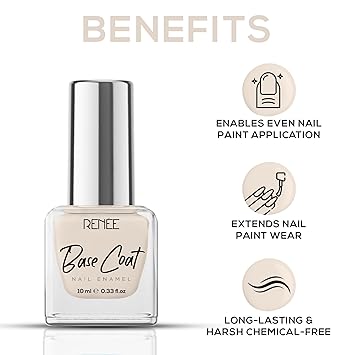 BENEFITS
ENABLES EVEN NAIL
PAINT APPLICATION
RENEE
Base Coat
NAIL ENAMEL
10 ml ℮ 0.33 fl.oz
EXTENDS NAIL
PAINT WEAR
LONG-LASTING &
HARSH CHEMICAL-FREE